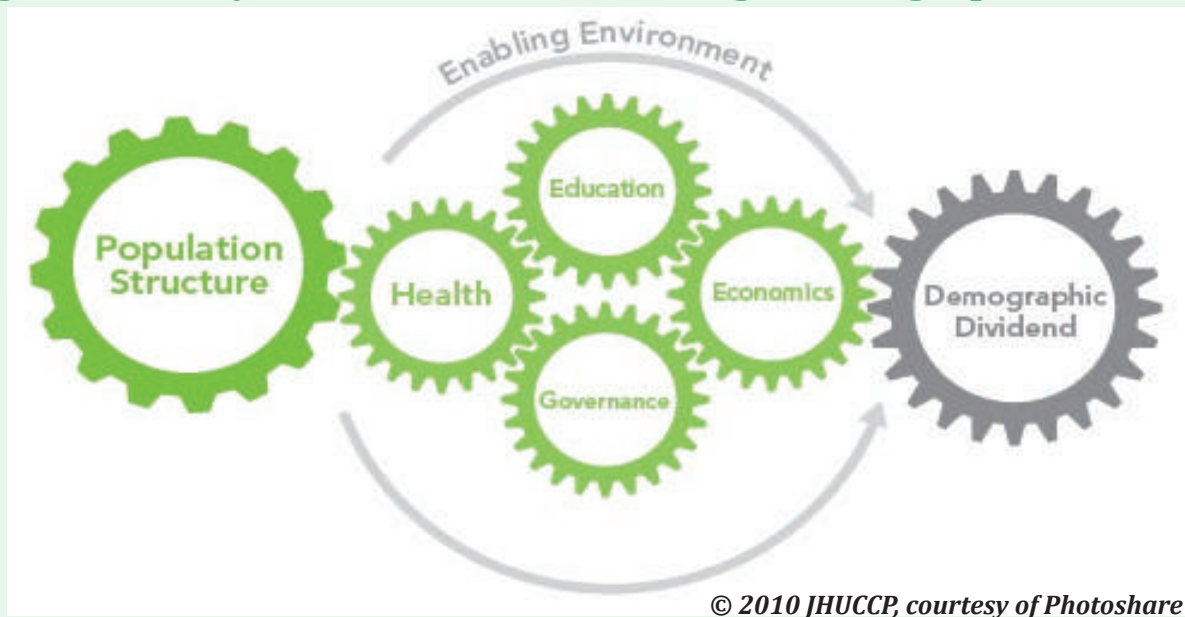 Enabling Environment
Education
Population
Structure
Health
Economics
Demographic
Dividend
Governance
© 2010 JHUCCP, courtesy of Photoshare